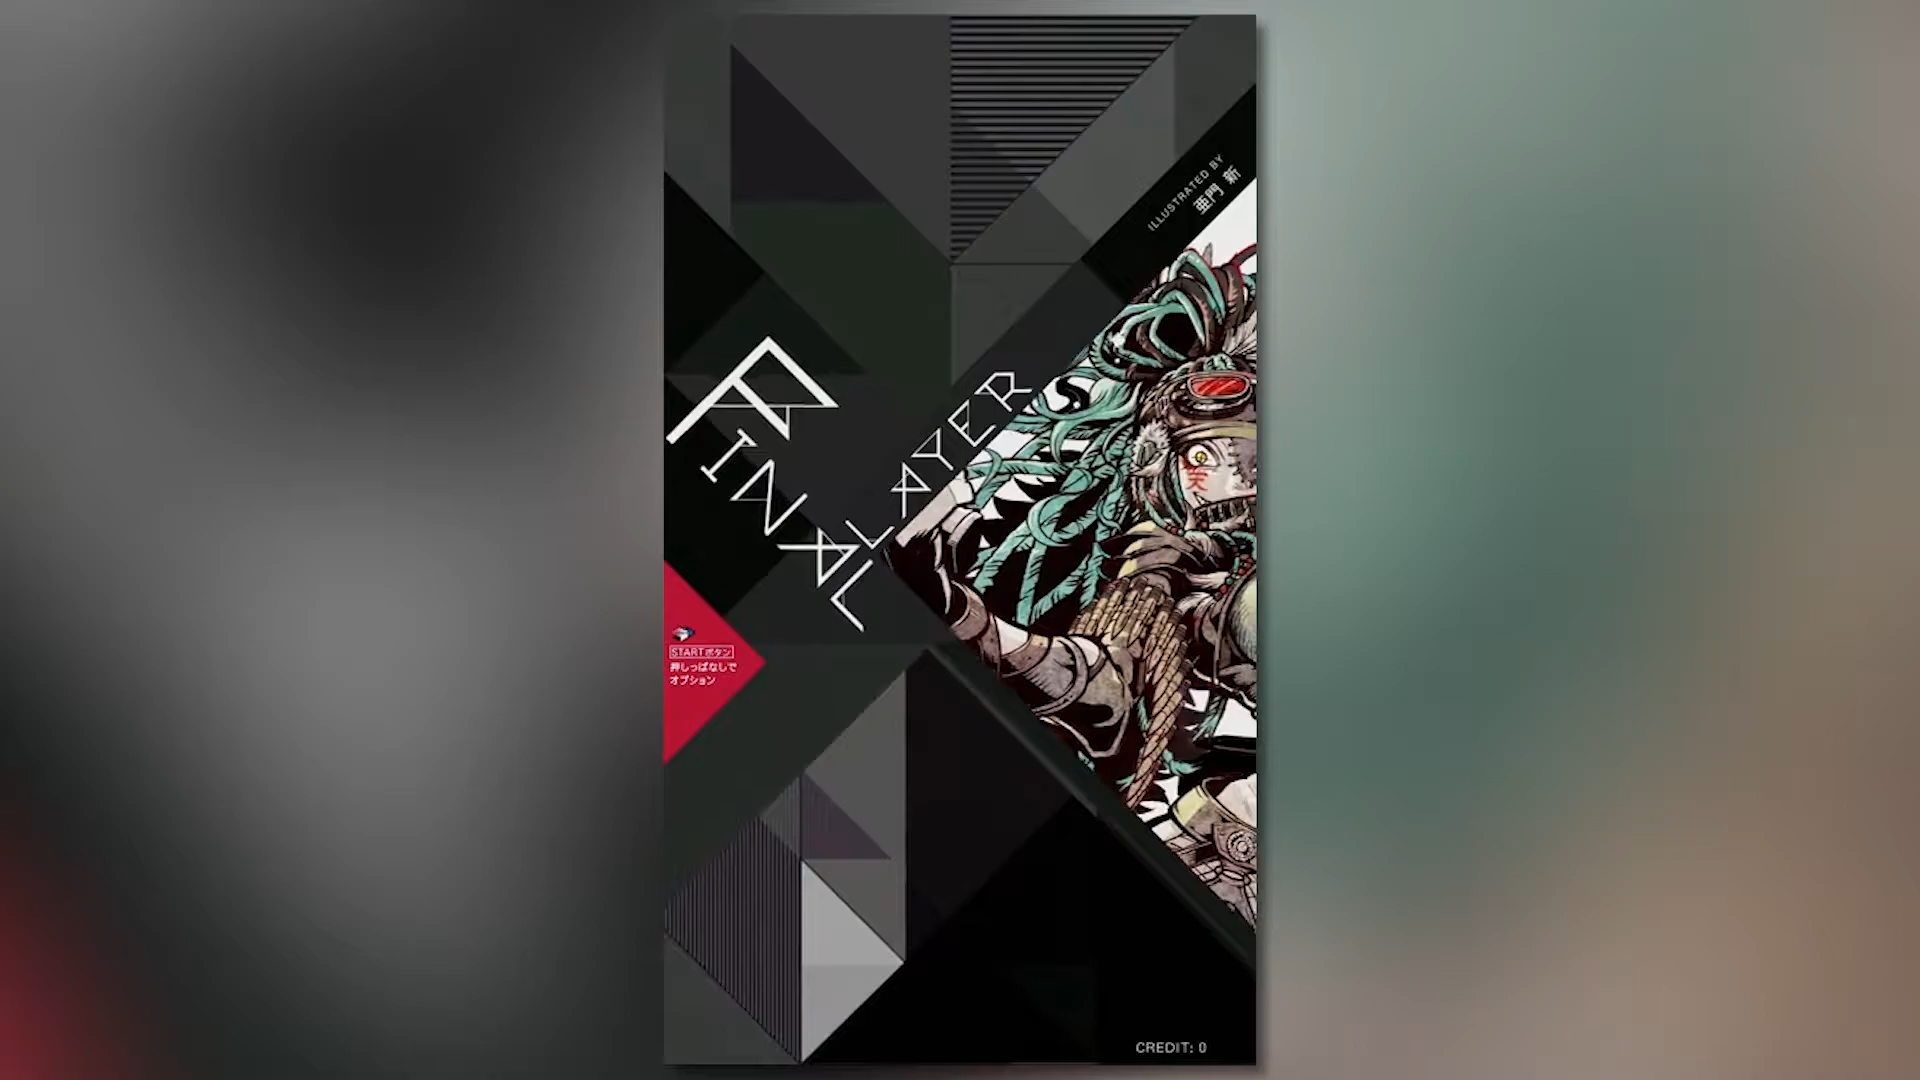 ILLUSTRATED BY
亜門 新
FINAL
LAYER
STARTボタン
押しっぱなしで
オプション
CREDIT: 0